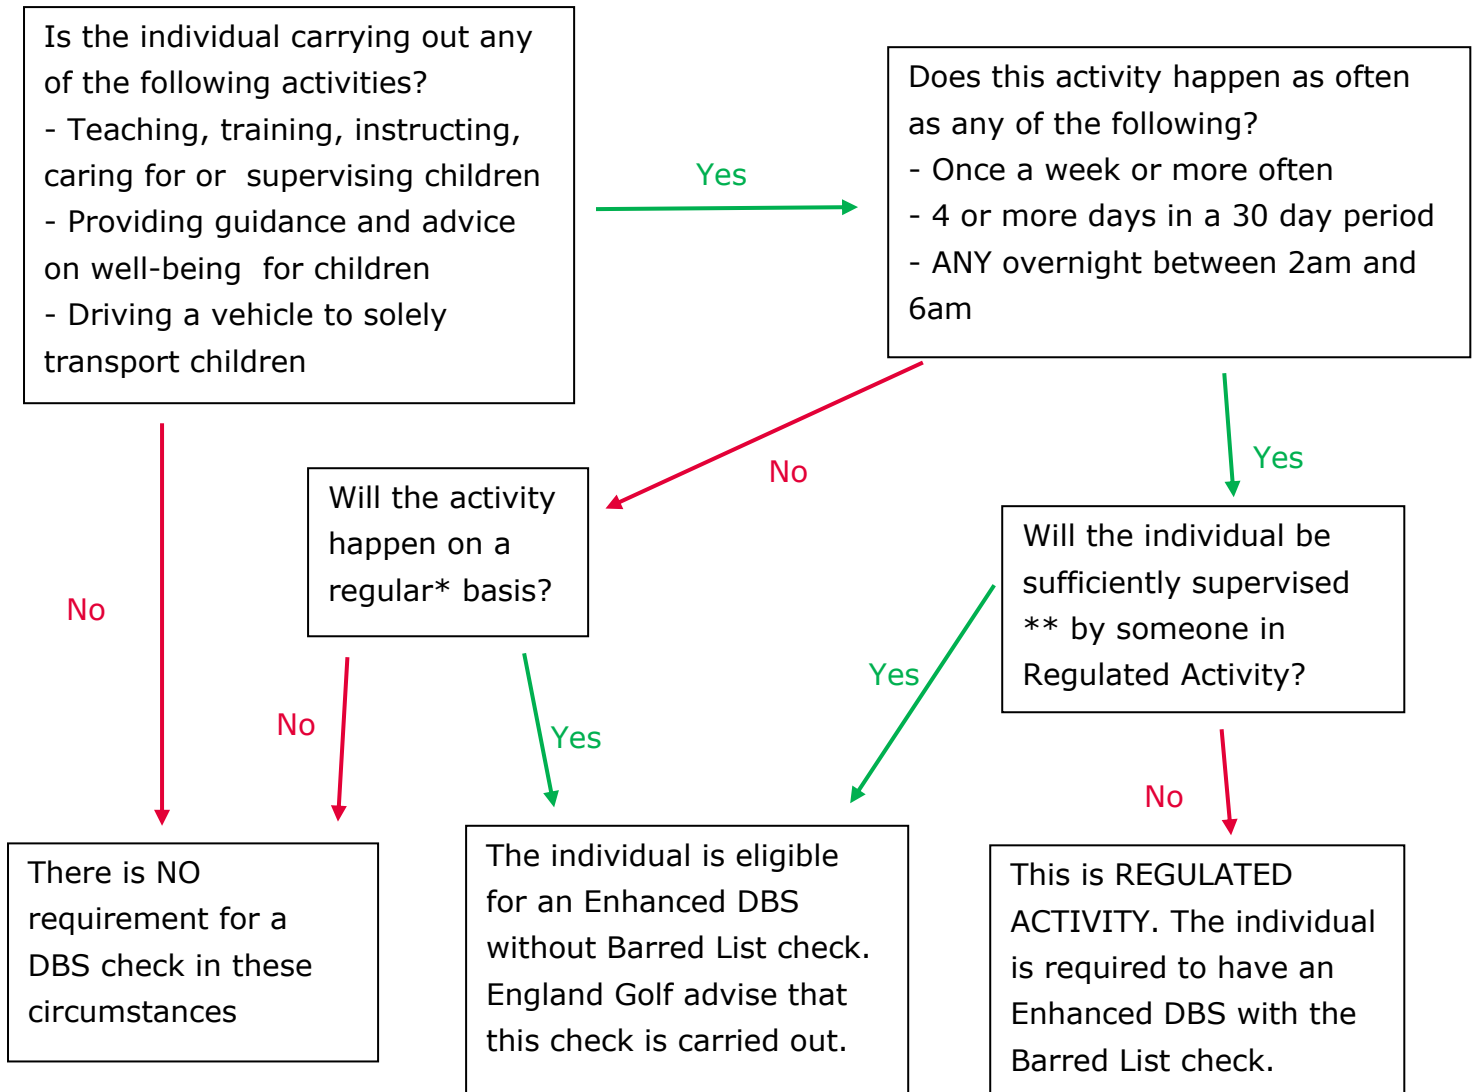 Is the individual carrying out any
of the following activities?
- Teaching, training, instructing,
caring for or  supervising children
- Providing guidance and advice
on well-being  for children
- Driving a vehicle to solely
transport children
Yes
Does this activity happen as often
as any of the following?
- Once a week or more often
- 4 or more days in a 30 day period
- ANY overnight between 2am and
6am
No
No
Yes
Will the activity
happen on a
regular* basis?
Will the individual be
sufficiently supervised
** by someone in
Regulated Activity?
No
Yes
Yes
No
There is NO
requirement for a
DBS check in these
circumstances
The individual is eligible
for an Enhanced DBS
without Barred List check.
England Golf advise that
this check is carried out.
This is REGULATED
ACTIVITY. The individual
is required to have an
Enhanced DBS with the
Barred List check.